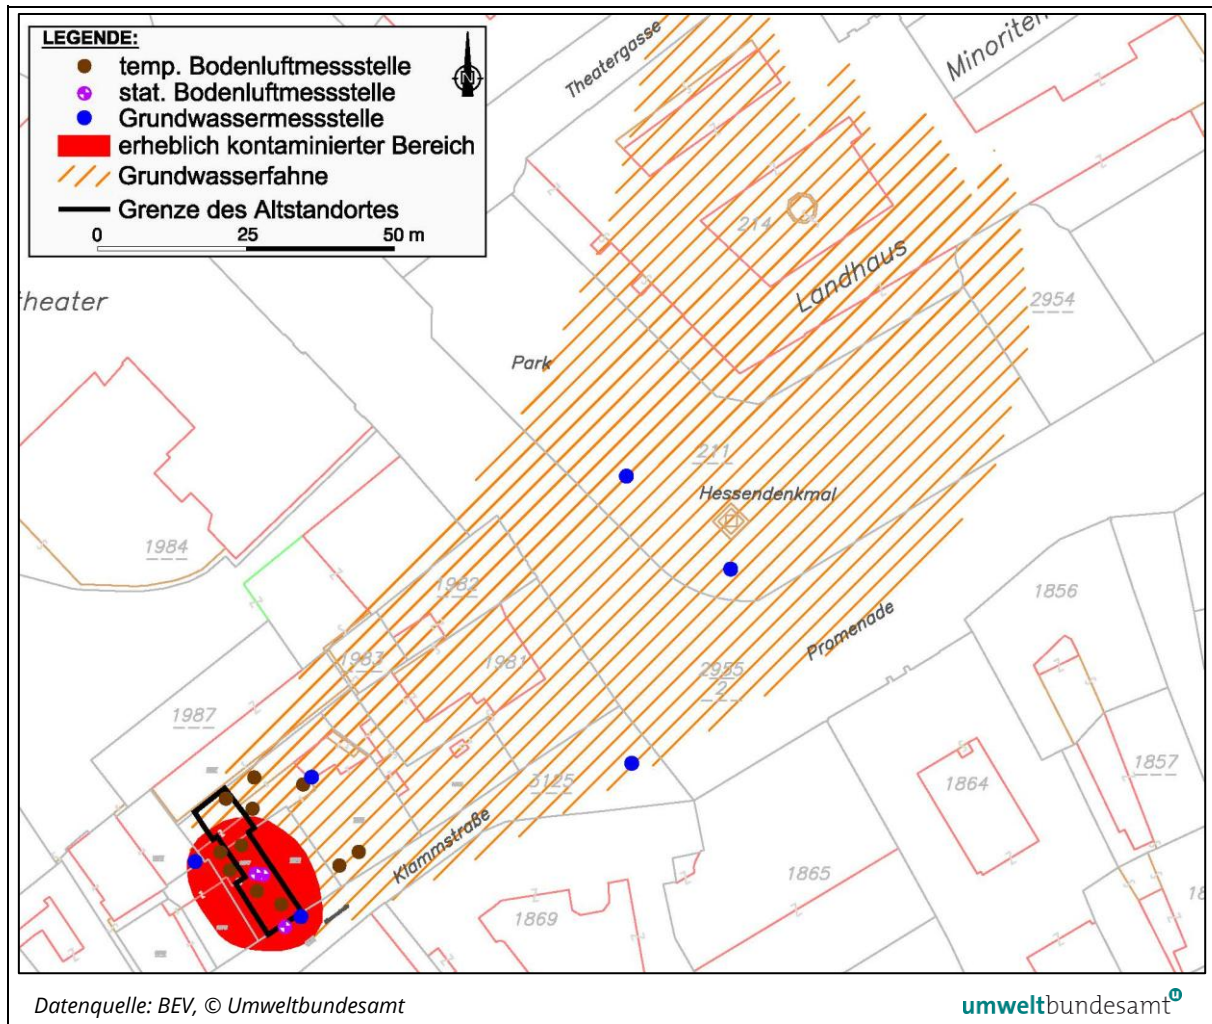 LEGENDE:
temp. Bodenluftmessstelle
stat. Bodenluftmessstelle
Grundwassermessstelle
erheblich kontaminierter Bereich
Grundwasserfahne
Grenze des Altstandortes
0 25 50 m
N
Theatergasse
Minoriten
214
Landhaus
2954
theater
Park
211
Hessendenkmal
1984
1982
1856
Promenade
1983
1981
2955
2
1987
1857
3125
1864
Klammstraße
1865
18
1869
Datenquelle: BEV, © Umweltbundesamt
umweltbundesamt
u